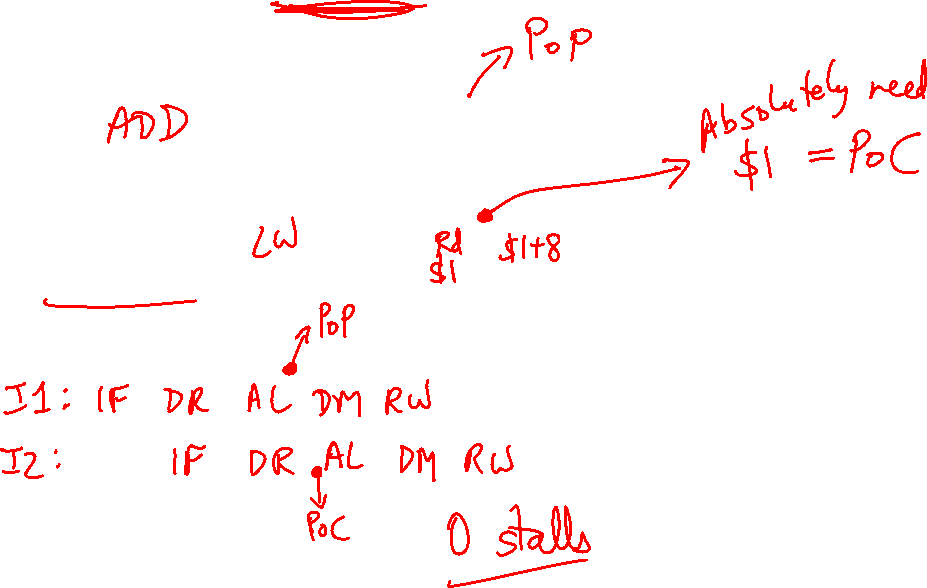 PoP
ADD
Absolutely need
$1 = PoC
LW
Rd $1+8
$1
PoP
I1: IF DR AL DM RW
I2: IF DR AL DM RW
PoC
0 stalls